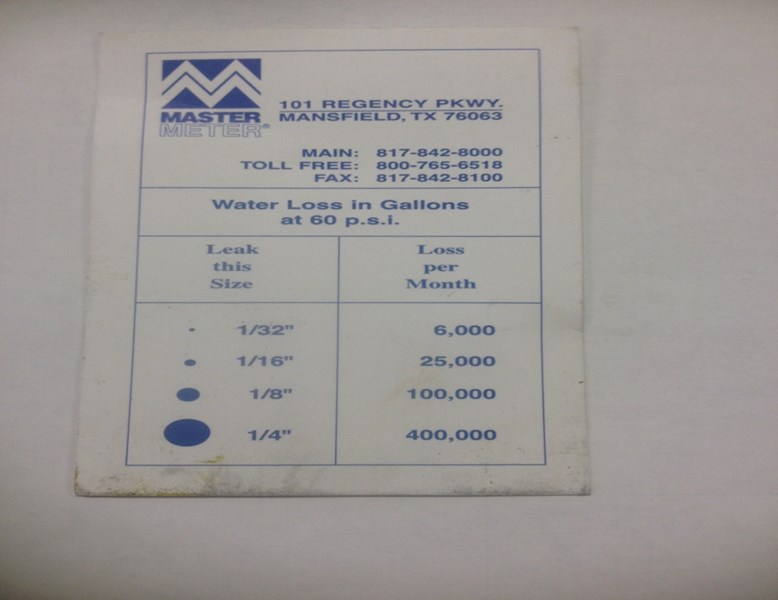 MASTER
METER®
101 REGENCY PKWY.
MANSFIELD, TX 76063
MAIN: 817-842-8000
TOLL FREE: 800-765-6518
FAX: 817-842-8100
Water Loss in Gallons
at 60 p.s.i.
Leak
this
Size
Loss
per
Month
1/32" 6,000
1/16" 25,000
1/8" 100,000
1/4" 400,000